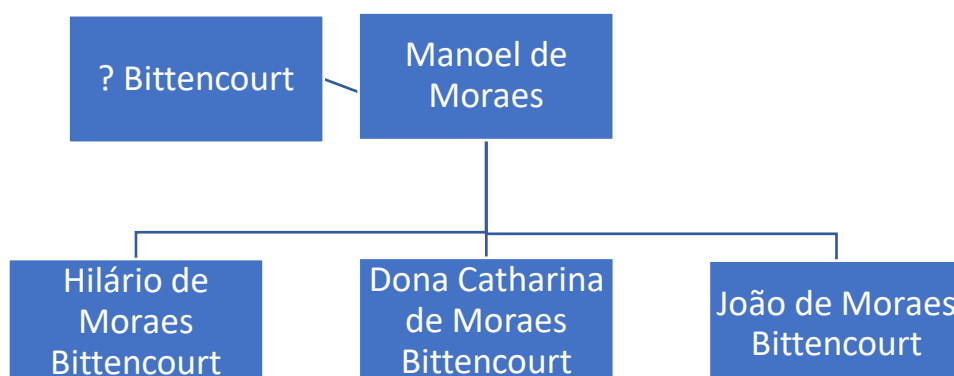 ? Bittencourt
Manoel de
Moraes
Hilário de
Moraes
Bittencourt
Dona Catharina
de Moraes
Bittencourt
João de Moraes
Bittencourt